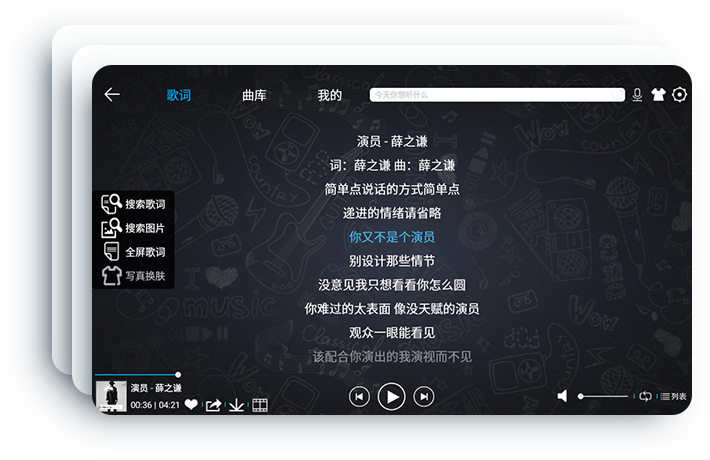 歌词 曲库 我的 今天你想听什么
演员 - 薛之谦
词：薛之谦 曲：薛之谦
简单点说话的方式简单点
递进的情绪请省略
你又不是个演员
别设计那些情节
没意见我只想看看你怎么圆
你难过的太表面 像没天赋的演员
观众一眼能看见
该配合你演出的我演视而不见
搜索歌词
搜索图片
全屏歌词
写真换肤
演员 - 薛之谦
00:36 | 04:21
列表